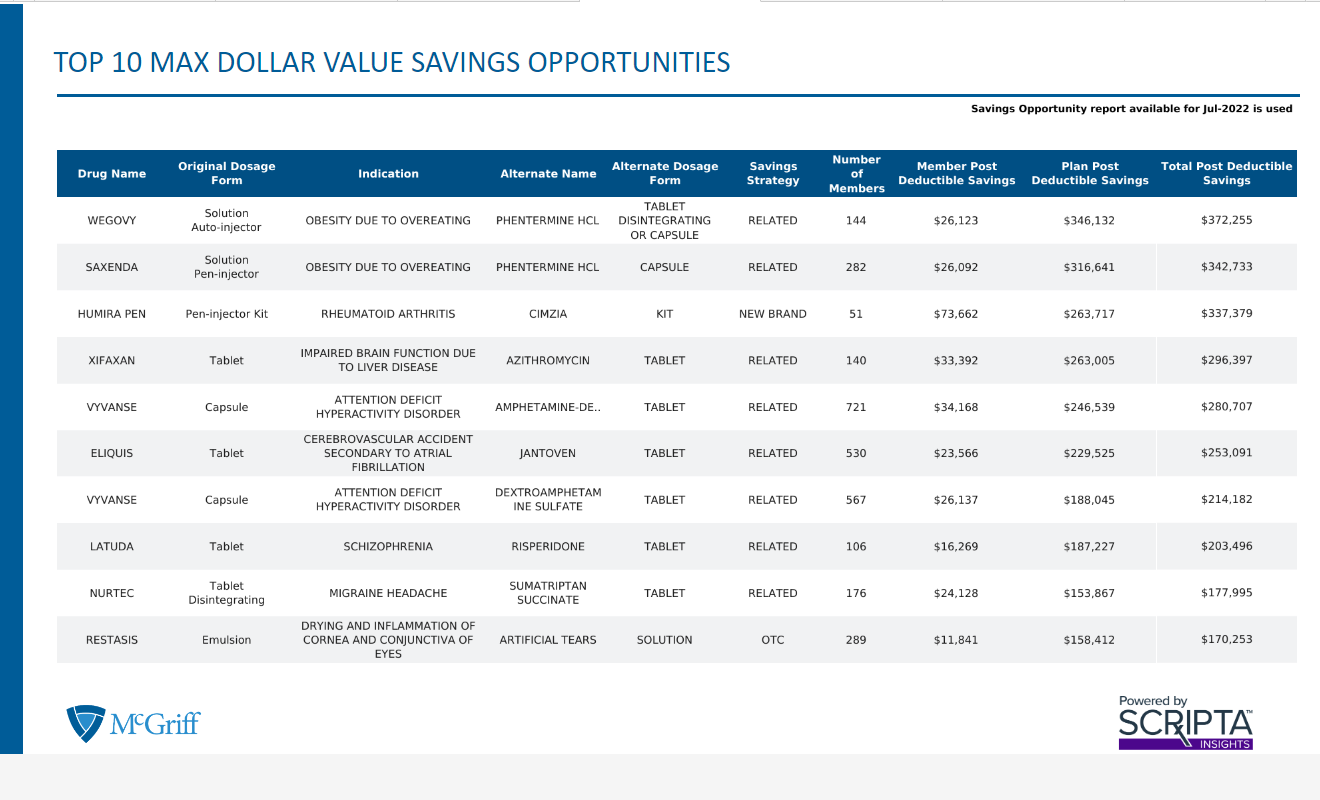 TOP 10 MAX DOLLAR VALUE SAVINGS OPPORTUNITIES
Savings Opportunity report available for Jul-2022 is used
Drug Name Original Dosage Form Indication Alternate Name Alternate Dosage Form Savings Strategy Number of Members Member Post Deductible Savings Plan Post Deductible Savings Total Post Deductible Savings
WEGOVY Solution Auto-injector OBESITY DUE TO OVEREATING PHENTERMINE HCL TABLET DISINTEGRATING OR CAPSULE RELATED 144 $26,123 $346,132 $372,255
SAXENDA Solution Pen-injector OBESITY DUE TO OVEREATING PHENTERMINE HCL CAPSULE RELATED 282 $26,092 $316,641 $342,733
HUMIRA PEN Pen-injector Kit RHEUMATOID ARTHRITIS CIMZIA KIT NEW BRAND 51 $73,662 $263,717 $337,379
XIFAXAN Tablet IMPAIRED BRAIN FUNCTION DUE TO LIVER DISEASE AZITHROMYCIN TABLET RELATED 140 $33,392 $263,005 $296,397
VYVANSE Capsule ATTENTION DEFICIT HYPERACTIVITY DISORDER AMPHETAMINE-DE.. TABLET RELATED 721 $34,168 $246,539 $280,707
ELIQUIS Tablet CEREBROVASCULAR ACCIDENT SECONDARY TO ATRIAL FIBRILLATION JANTOVEN TABLET RELATED 530 $23,566 $229,525 $253,091
VYVANSE Capsule ATTENTION DEFICIT HYPERACTIVITY DISORDER DEXTROAMPHETAM INE SULFATE TABLET RELATED 567 $26,137 $188,045 $214,182
LATUDA Tablet SCHIZOPHRENIA RISPERIDONE TABLET RELATED 106 $16,269 $187,227 $203,496
NURTEC Tablet Disintegrating MIGRAINE HEADACHE SUMATRIPTAN SUCCINATE TABLET RELATED 176 $24,128 $153,867 $177,995
RESTASIS Emulsion DRYING AND INFLAMMATION OF CORNEA AND CONJUNCTIVA OF EYES ARTIFICIAL TEARS SOLUTION OTC 289 $11,841 $158,412 $170,253
McGriff
Powered by
SCRIPTA™
INSIGHTS